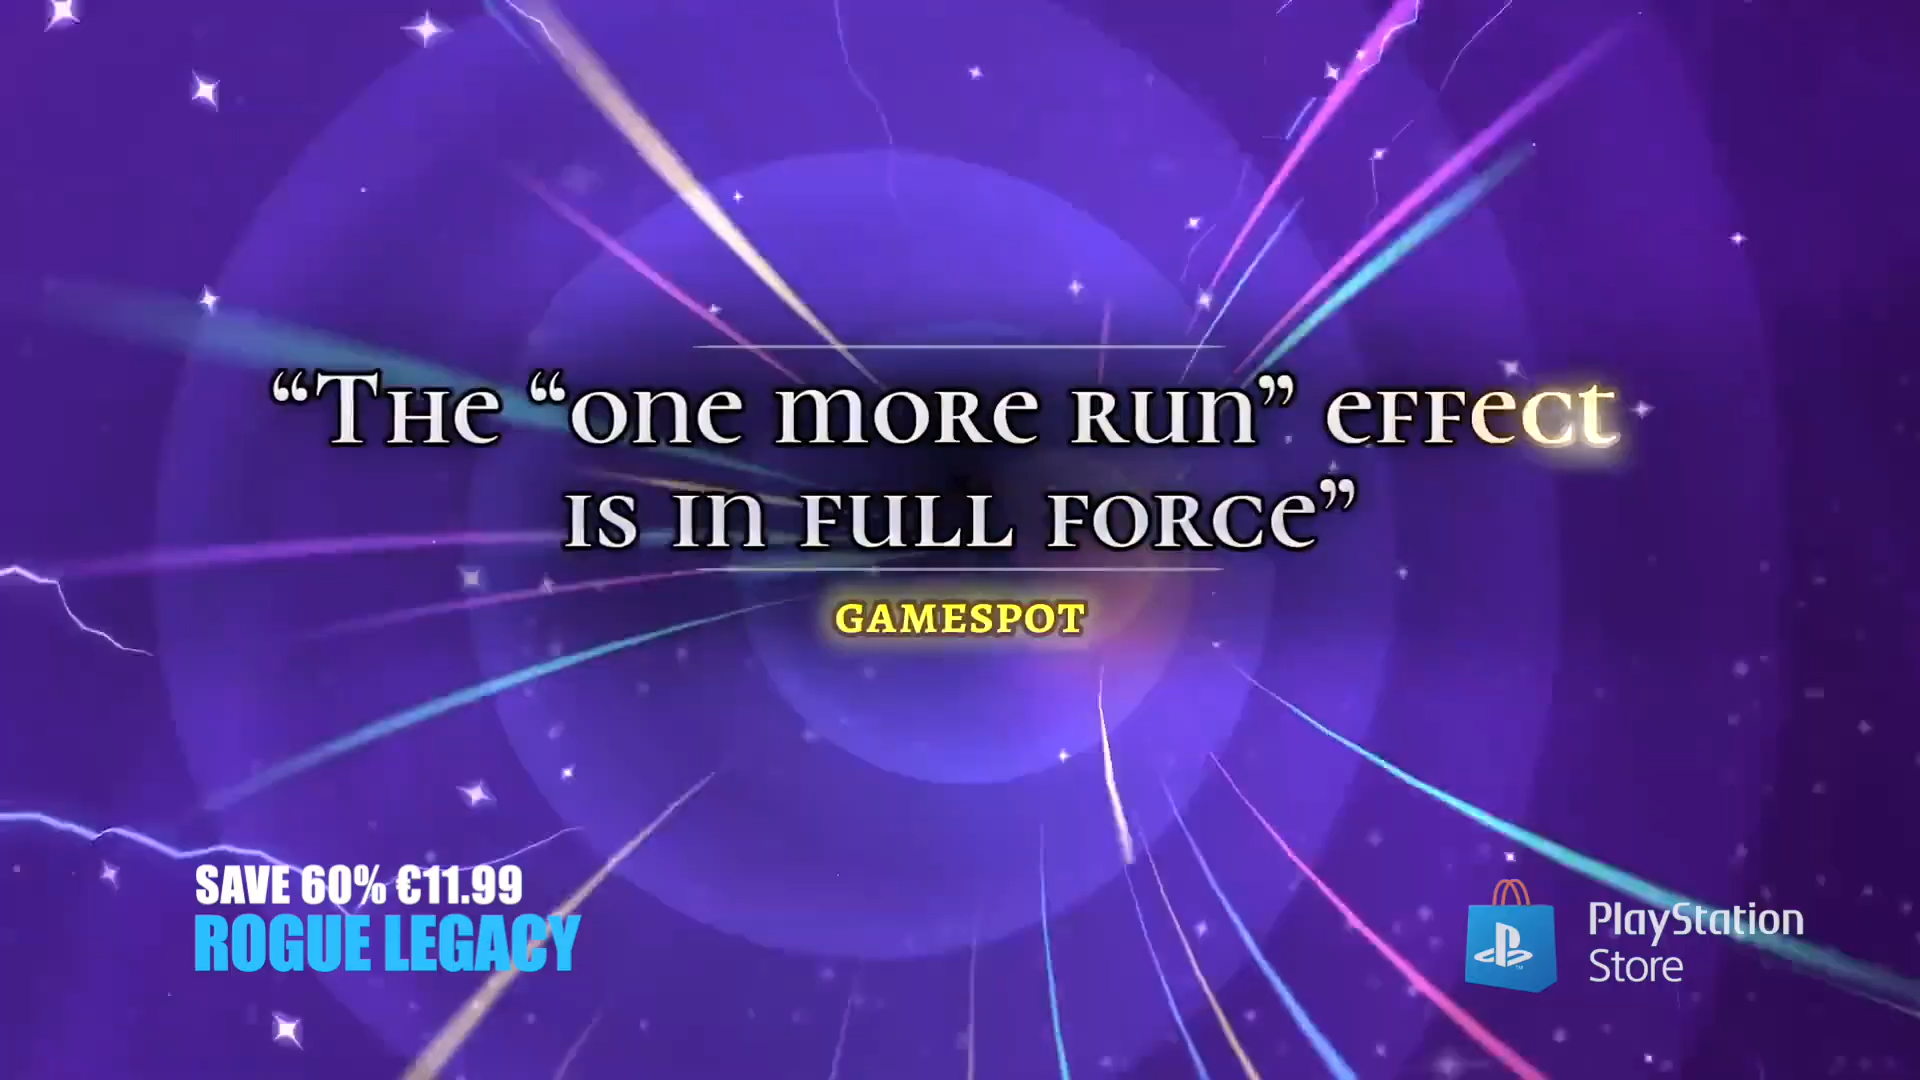 “The “one more run” effect
is in full force”
GAMESPOT
SAVE 60% €11.99
ROGUE LEGACY
PlayStation
Store